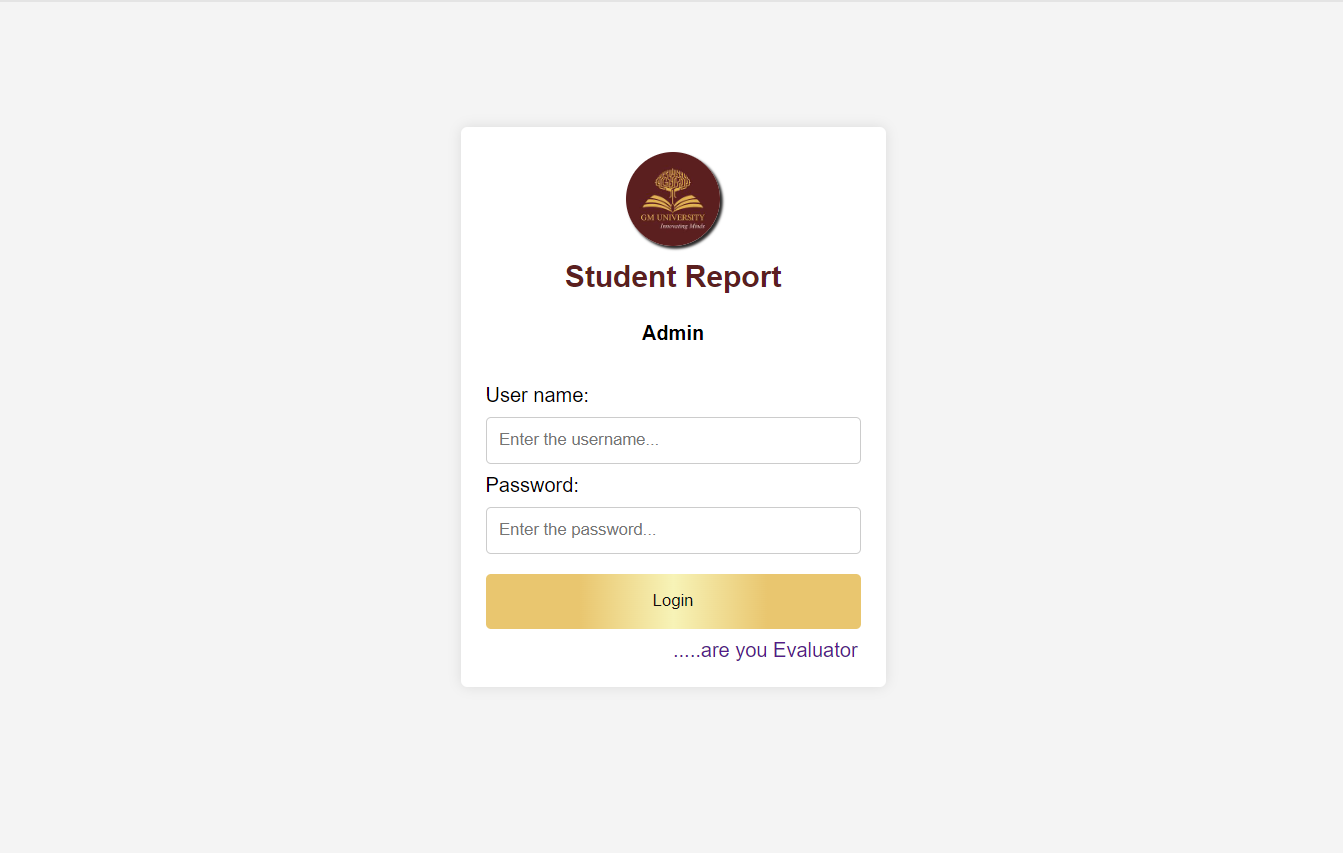 GM UNIVERSITY
Innovating Minds
Student Report
Admin
User name:
Enter the username...
Password:
Enter the password...
Login
.....are you Evaluator